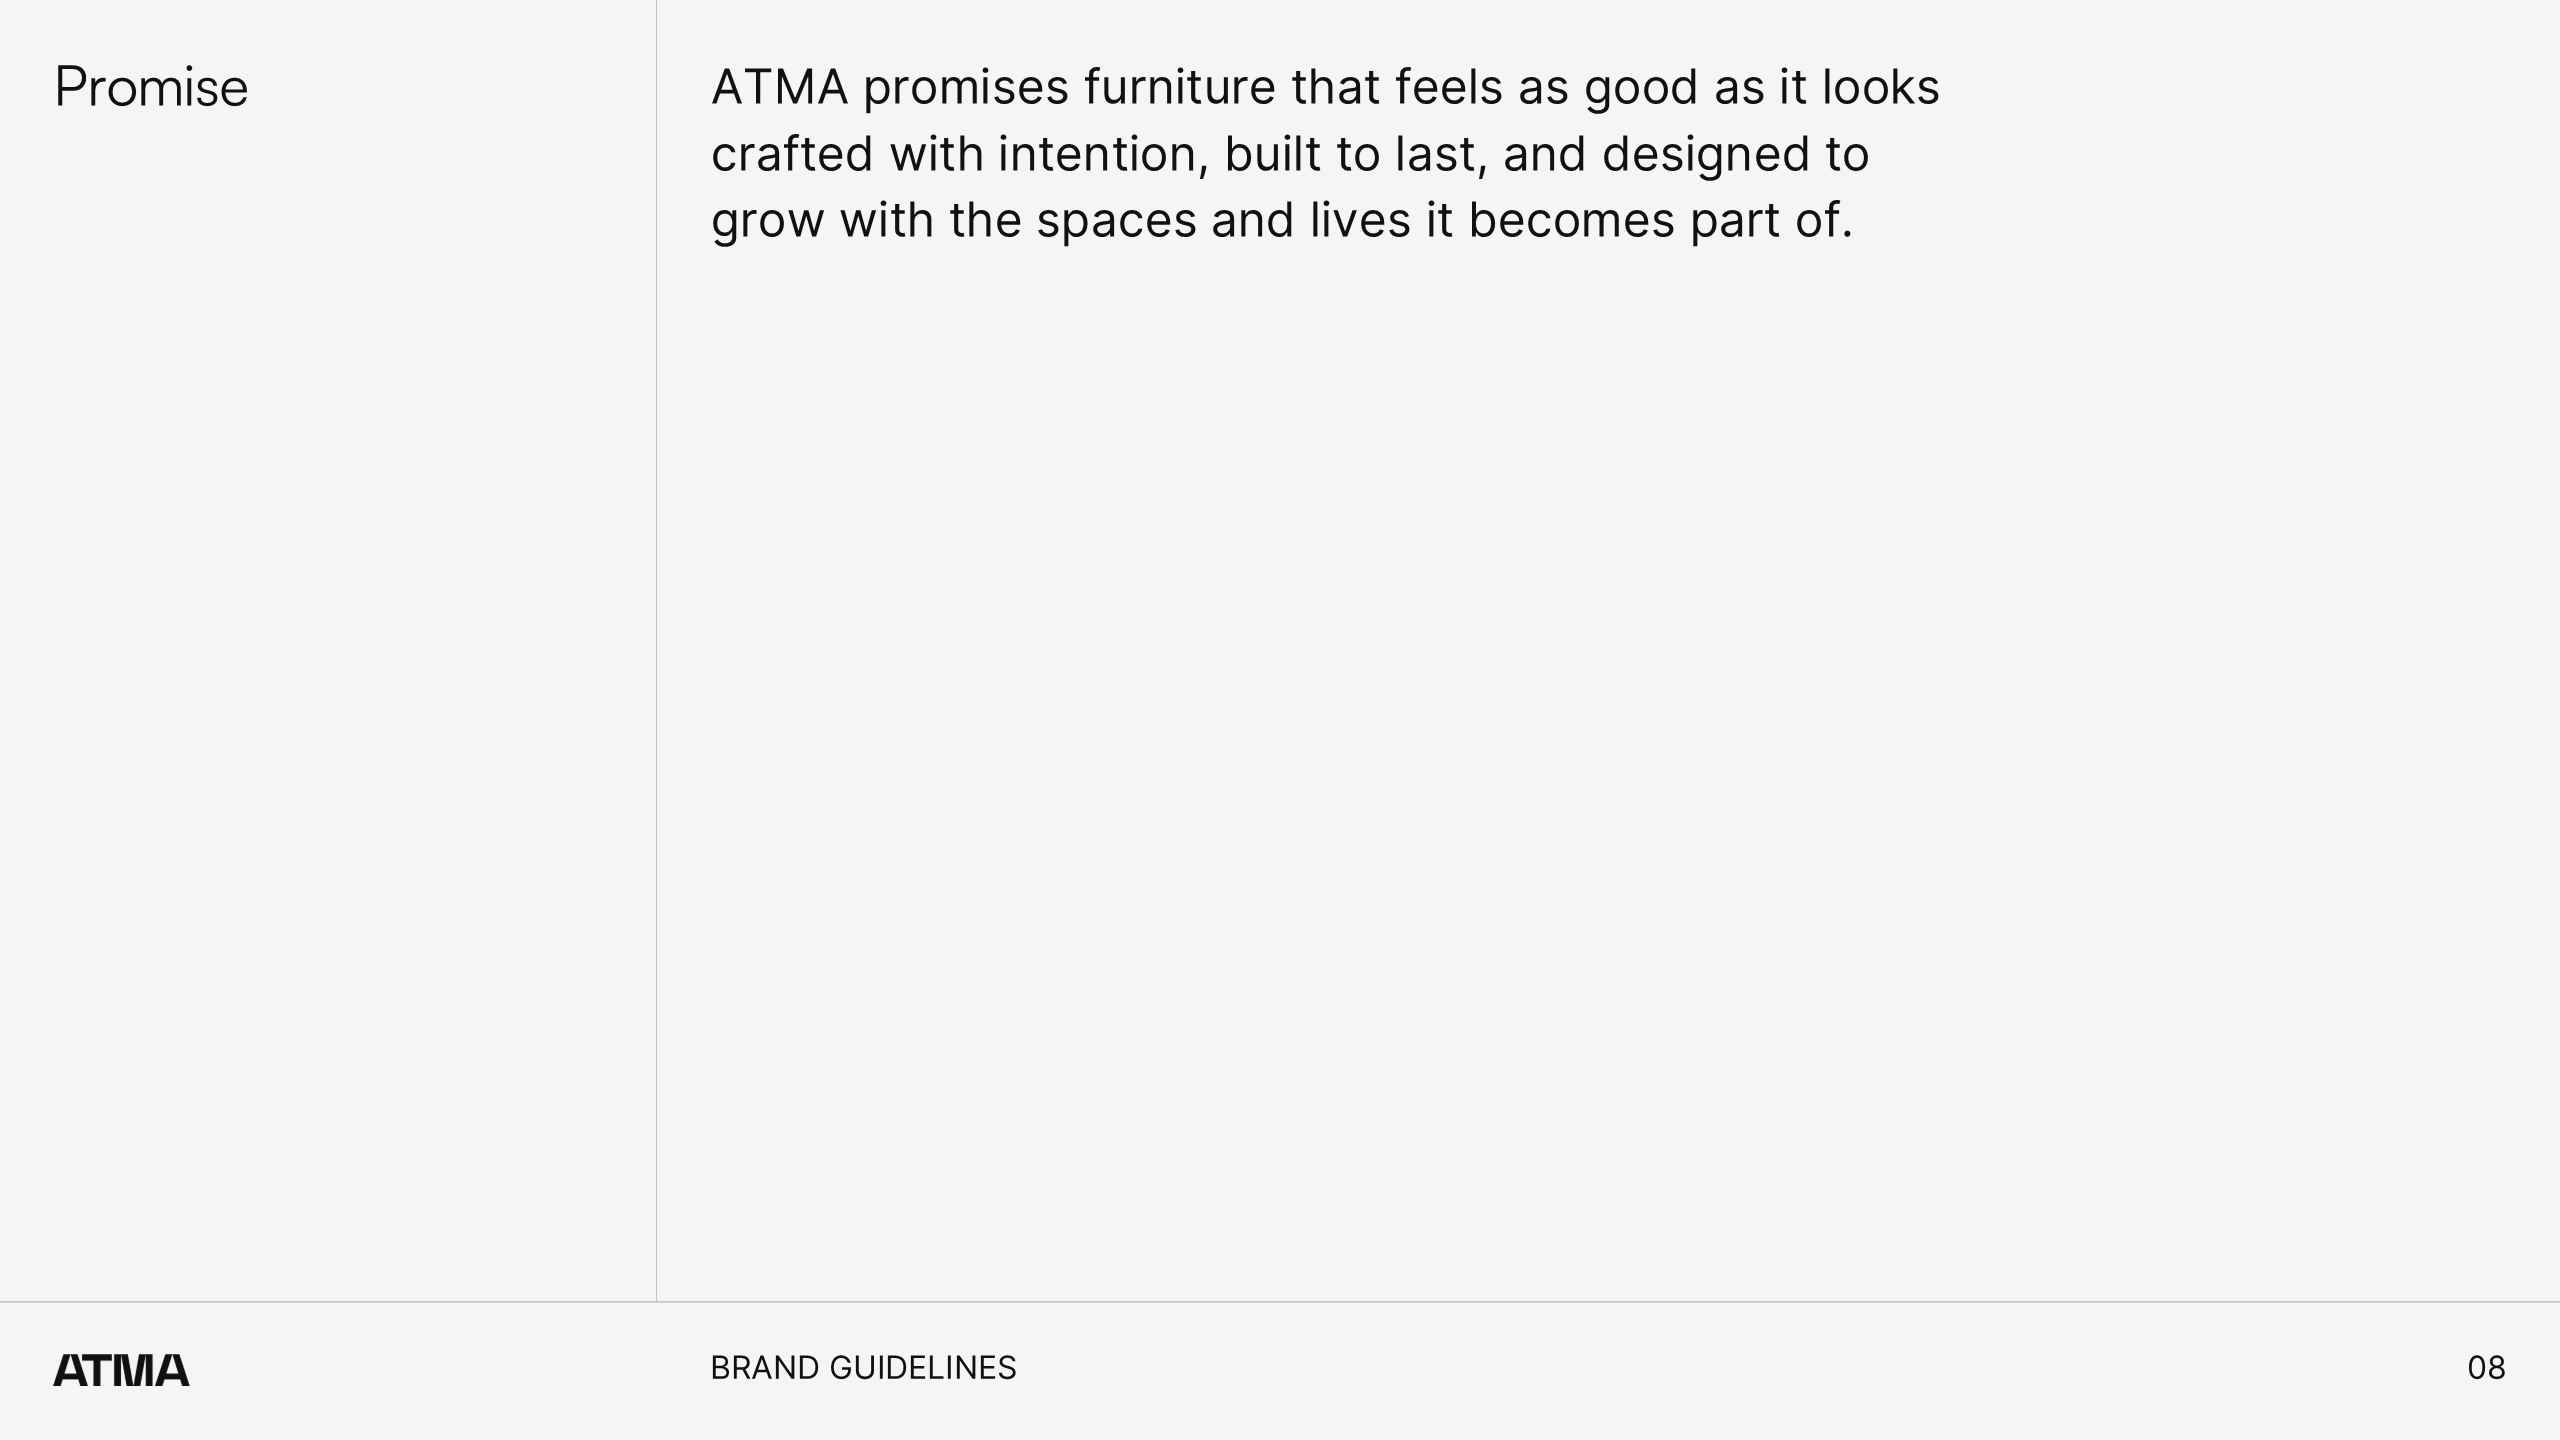 Promise
ATMA promises furniture that feels as good as it looks
crafted with intention, built to last, and designed to
grow with the spaces and lives it becomes part of.
ATMA
BRAND GUIDELINES
08